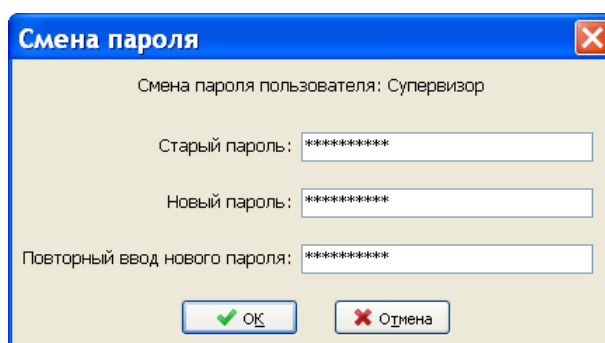 Смена пароля
Смена пароля пользователя: Супервизор
Старый пароль: **********
Новый пароль: **********
Повторный ввод нового пароля: **********
OK Отмена